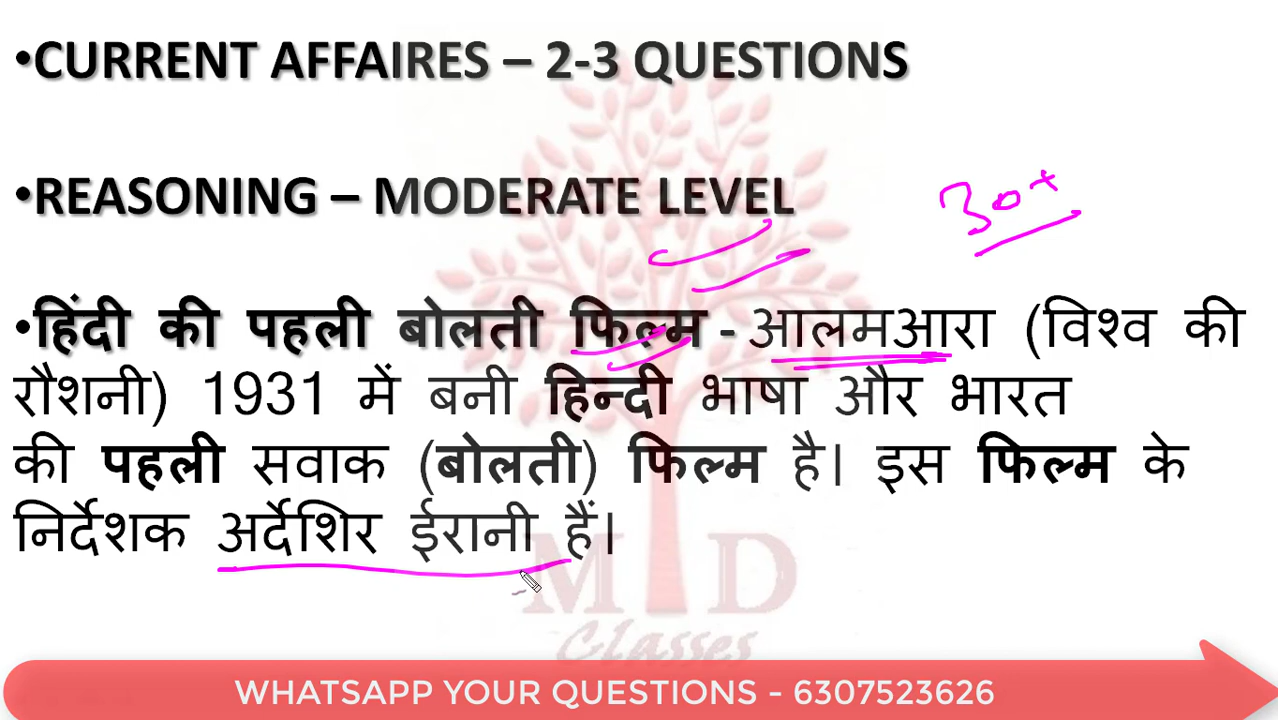 •CURRENT AFFAIRES – 2-3 QUESTIONS
•REASONING – MODERATE LEVEL
30+
•हिंदी की पहली बोलती फिल्म - आलमआरा (विश्व की
रौशनी) 1931 में बनी हिन्दी भाषा और भारत
की पहली सवाक (बोलती) फिल्म है। इस फिल्म के
निर्देशक अर्देशिर ईरानी हैं।
M D
Classes
WHATSAPP YOUR QUESTIONS - 6307523626